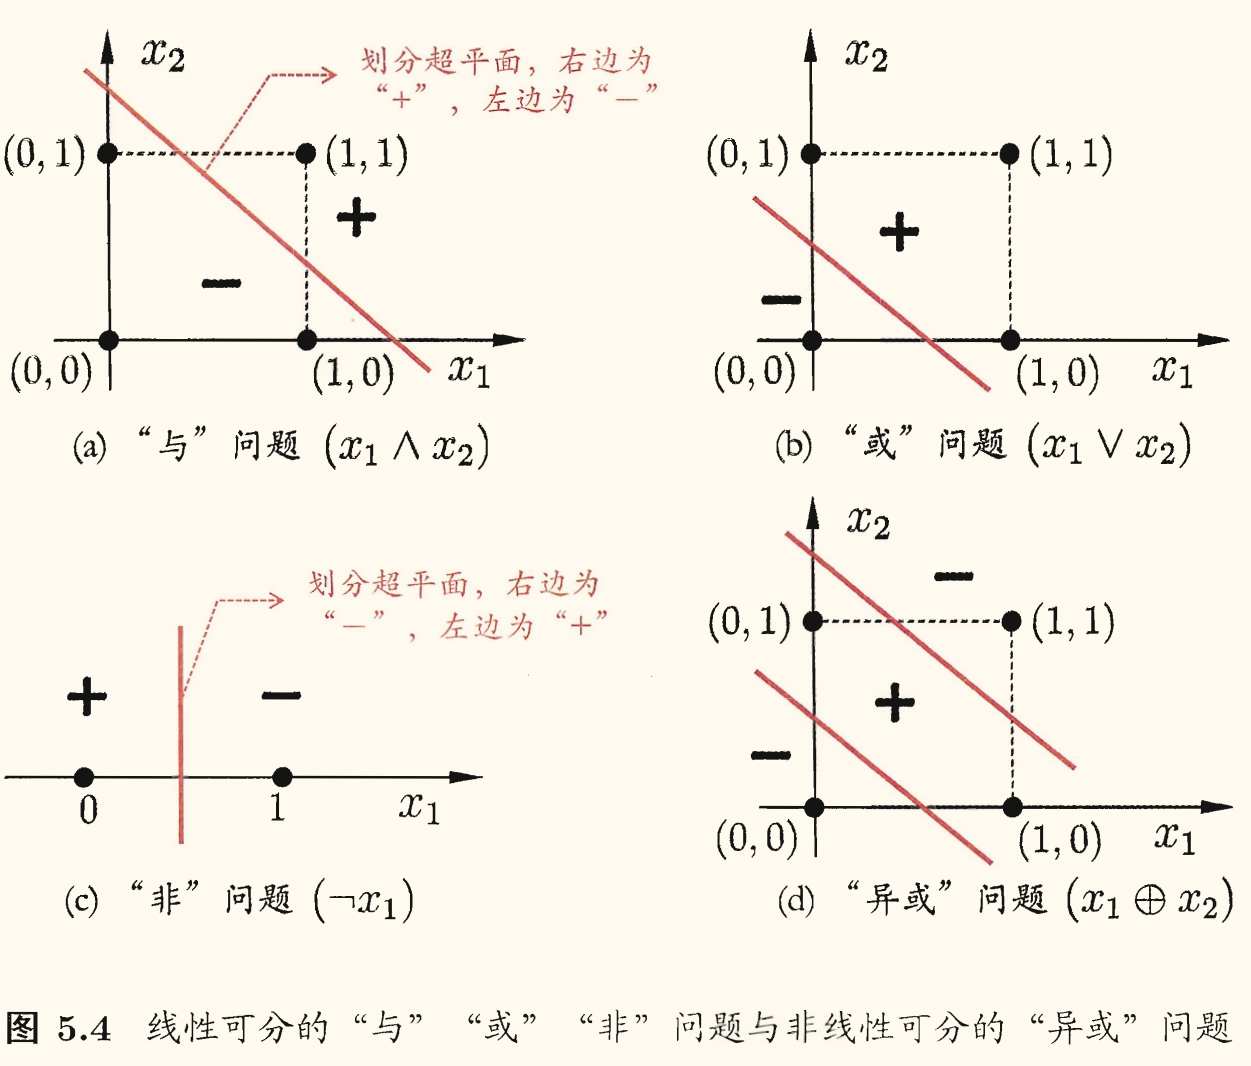 x₂
划分超平面，右边为
“+”，左边为“−”
(0,1)
(1,1)
+
−
(0,0)
(1,0)
x₁
(a) “与” 问题 (x₁ ∧ x₂)
x₂
(0,1)
(1,1)
+
−
(0,0)
(1,0)
x₁
(b) “或” 问题 (x₁ ∨ x₂)
划分超平面，右边为
“−”，左边为“+”
+
−
0
1
x₁
(c) “非” 问题 (¬x₁)
x₂
−
(0,1)
(1,1)
+
−
(0,0)
(1,0)
x₁
(d) “异或” 问题 (x₁ ⊕ x₂)
图 5.4 线性可分的 “与” “或” “非” 问题与非线性可分的 “异或” 问题